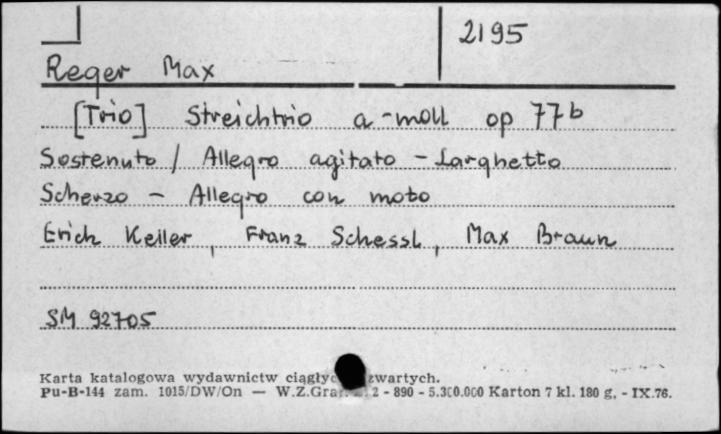 2195
Reger Max
[Trio] Streichtrio a-moll op 77b
Sostenuto / Allegro agitato - Larghetto
Scherzo - Allegro con moto
Erich Keller, Franz Schessl, Max Braun
SM 92705
Karta katalogowa wydawnictw zwartych.
Pu-B-144 zam. 1015/DW/On — 2 - 890 - 5.300.000 Karton 7 kl. 180 g. - IX.76.